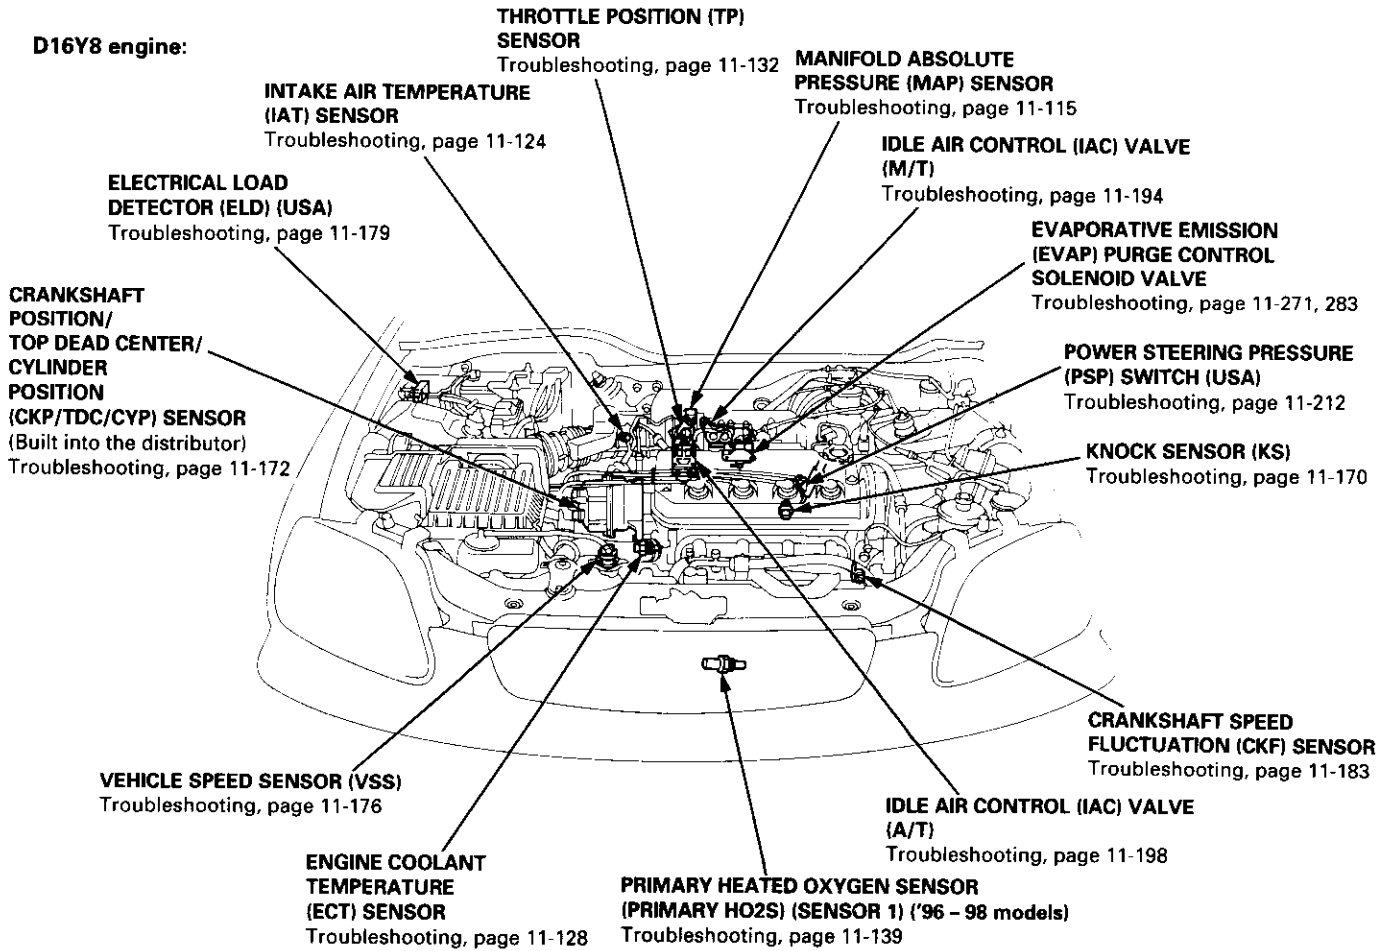 D16Y8 engine:
THROTTLE POSITION (TP)
SENSOR
Troubleshooting, page 11-132
MANIFOLD ABSOLUTE
PRESSURE (MAP) SENSOR
Troubleshooting, page 11-115
INTAKE AIR TEMPERATURE
(IAT) SENSOR
Troubleshooting, page 11-124
IDLE AIR CONTROL (IAC) VALVE
(M/T)
Troubleshooting, page 11-194
ELECTRICAL LOAD
DETECTOR (ELD) (USA)
Troubleshooting, page 11-179
EVAPORATIVE EMISSION
(EVAP) PURGE CONTROL
SOLENOID VALVE
Troubleshooting, page 11-271, 283
CRANKSHAFT
POSITION/
TOP DEAD CENTER/
CYLINDER
POSITION
(CKP/TDC/CYP) SENSOR
(Built into the distributor)
Troubleshooting, page 11-172
POWER STEERING PRESSURE
(PSP) SWITCH (USA)
Troubleshooting, page 11-212
KNOCK SENSOR (KS)
Troubleshooting, page 11-170
CRANKSHAFT SPEED
FLUCTUATION (CKF) SENSOR
Troubleshooting, page 11-183
VEHICLE SPEED SENSOR (VSS)
Troubleshooting, page 11-176
IDLE AIR CONTROL (IAC) VALVE
(A/T)
Troubleshooting, page 11-198
ENGINE COOLANT
TEMPERATURE
(ECT) SENSOR
Troubleshooting, page 11-128
PRIMARY HEATED OXYGEN SENSOR
(PRIMARY HO2S) (SENSOR 1) ('96 – 98 models)
Troubleshooting, page 11-139